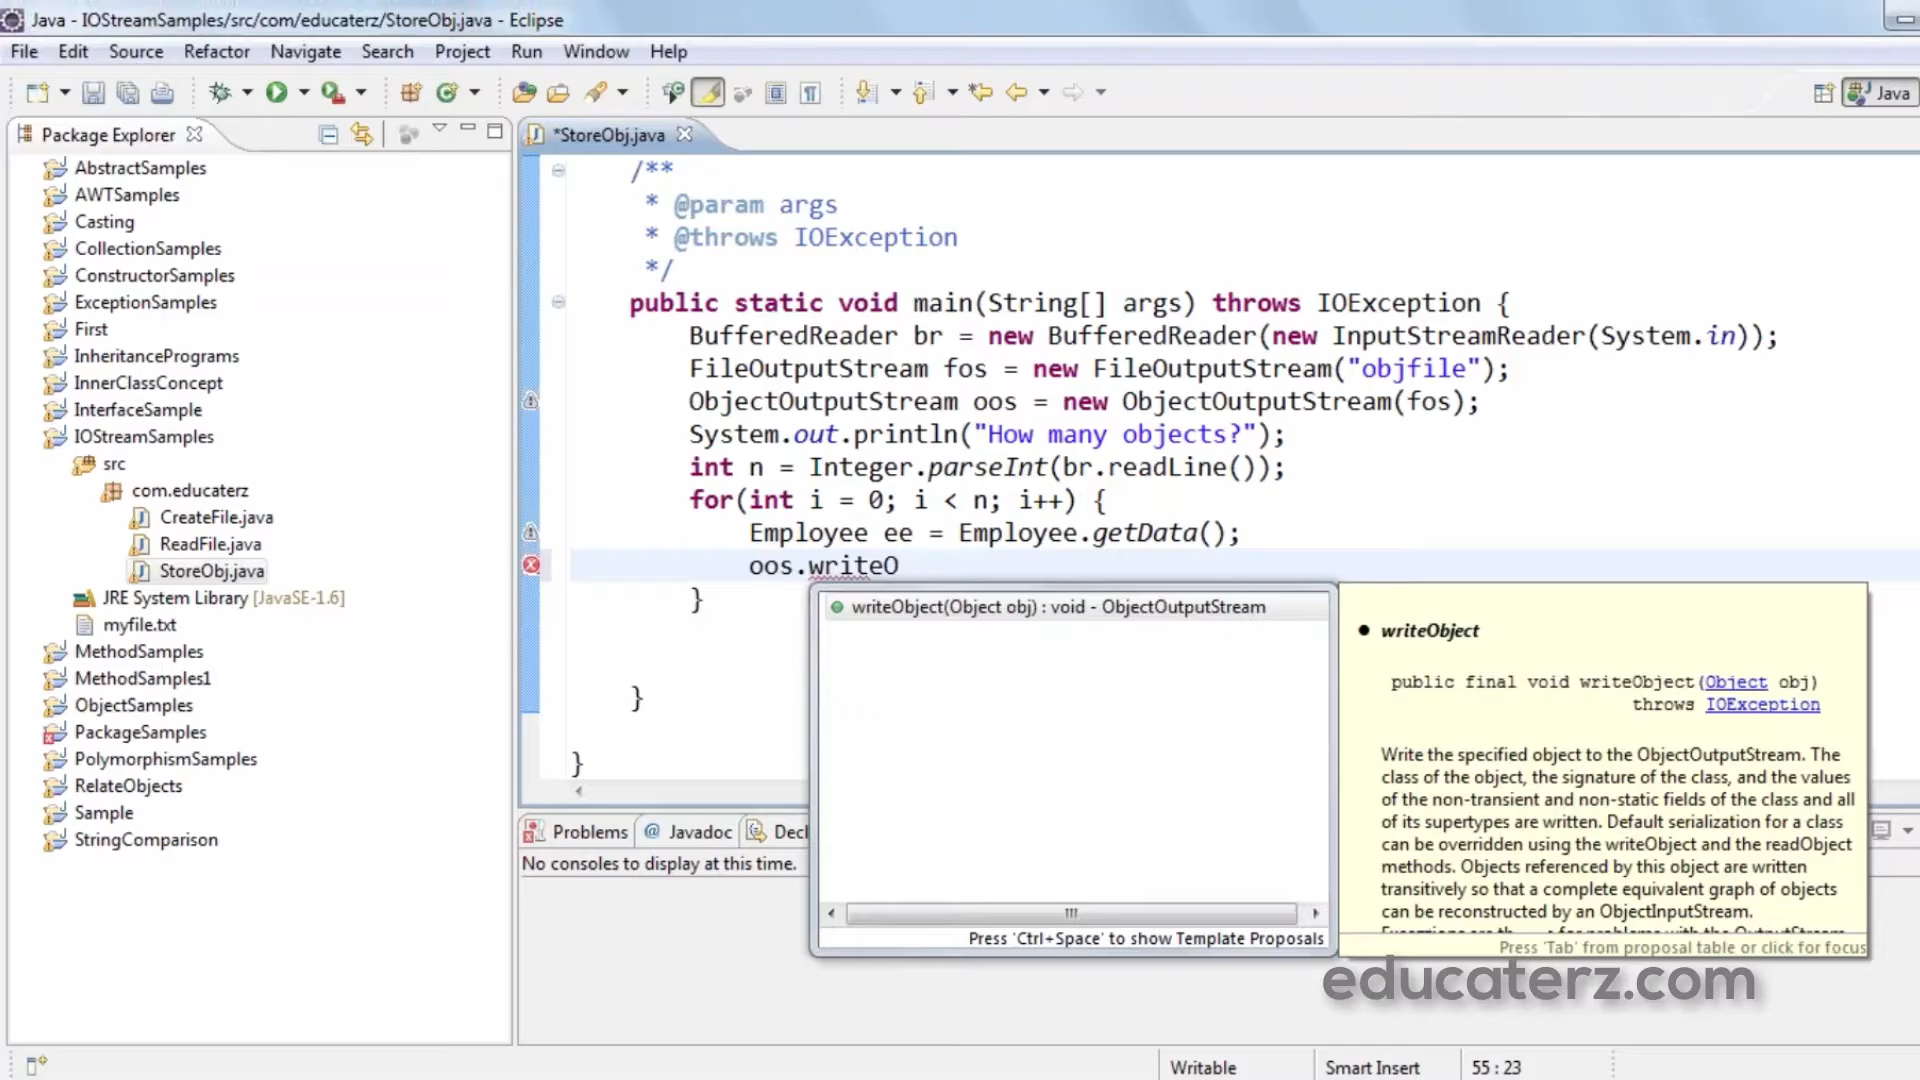 Java - IOStreamSamples/src/com/educaterz/StoreObj.java - Eclipse
File Edit Source Refactor Navigate Search Project Run Window Help
Java
Package Explorer
AbstractSamples
AWTSamples
Casting
CollectionSamples
ConstructorSamples
ExceptionSamples
First
InheritancePrograms
InnerClassConcept
InterfaceSample
IOStreamSamples
src
com.educaterz
CreateFile.java
ReadFile.java
StoreObj.java
JRE System Library [JavaSE-1.6]
myfile.txt
MethodSamples
MethodSamples1
ObjectSamples
PackageSamples
PolymorphismSamples
RelateObjects
Sample
StringComparison
*StoreObj.java
/**
* @param args
* @throws IOException
*/
public static void main(String[] args) throws IOException {
BufferedReader br = new BufferedReader(new InputStreamReader(System.in));
FileOutputStream fos = new FileOutputStream("objfile");
ObjectOutputStream oos = new ObjectOutputStream(fos);
System.out.println("How many objects?");
int n = Integer.parseInt(br.readLine());
for(int i = 0; i < n; i++) {
Employee ee = Employee.getData();
oos.writeO
}
}
}
writeObject(Object obj) : void - ObjectOutputStream
Press 'Ctrl+Space' to show Template Proposals
writeObject
public final void writeObject(Object obj)
throws IOException
Write the specified object to the ObjectOutputStream. The
class of the object, the signature of the class, and the values
of the non-transient and non-static fields of the class and all
of its supertypes are written. Default serialization for a class
can be overridden using the writeObject and the readObject
methods. Objects referenced by this object are written
transitively so that a complete equivalent graph of objects
can be reconstructed by an ObjectInputStream.
Press 'Tab' from proposal table or click for focus
Problems Javadoc Decl
No consoles to display at this time.
educaterz.com
Writable Smart Insert 55 : 23